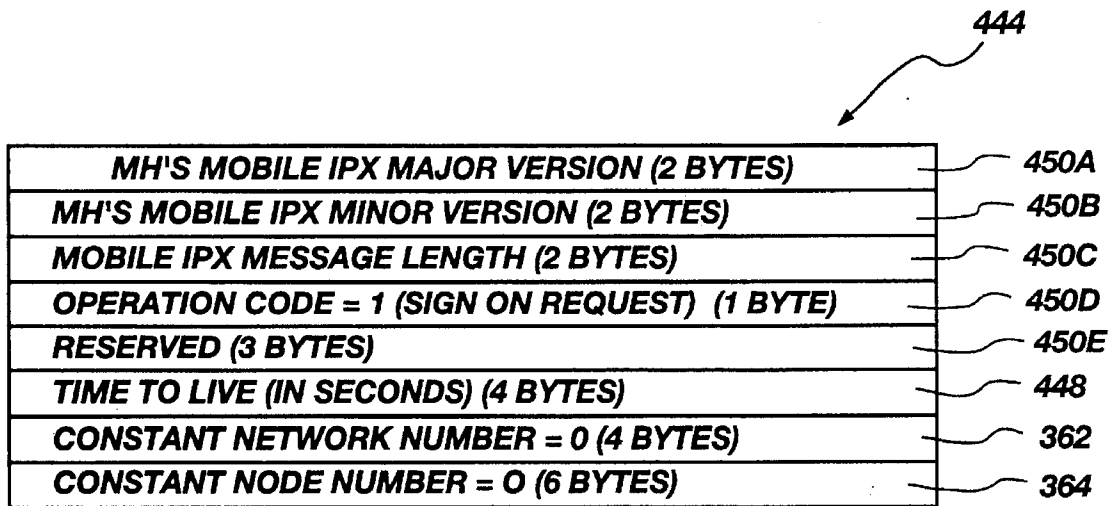 444
MH'S MOBILE IPX MAJOR VERSION (2 BYTES) 450A
MH'S MOBILE IPX MINOR VERSION (2 BYTES) 450B
MOBILE IPX MESSAGE LENGTH (2 BYTES) 450C
OPERATION CODE = 1 (SIGN ON REQUEST) (1 BYTE) 450D
RESERVED (3 BYTES) 450E
TIME TO LIVE (IN SECONDS) (4 BYTES) 448
CONSTANT NETWORK NUMBER = 0 (4 BYTES) 362
CONSTANT NODE NUMBER = O (6 BYTES) 364